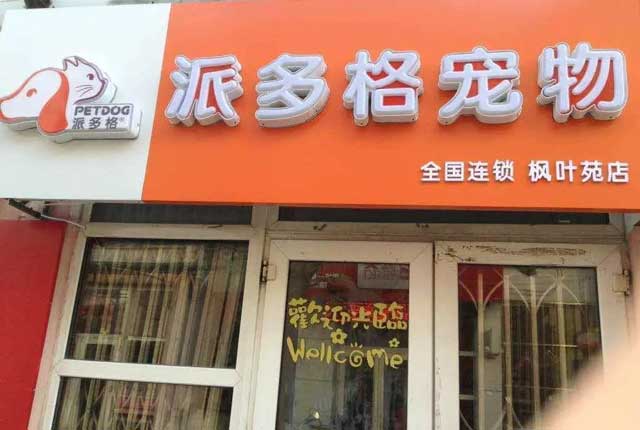 派多格宠物
PETDOG
派多格®
全国连锁 枫叶苑店
歡迎光臨
Wellcome